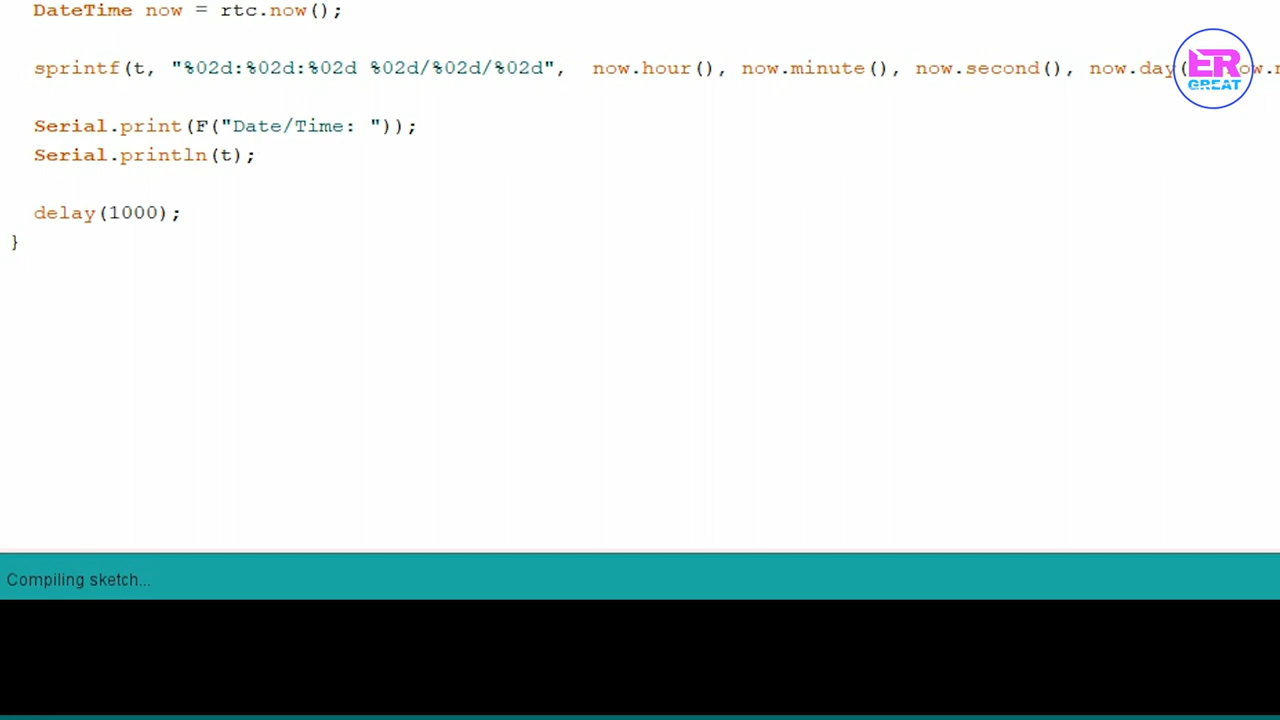 DateTime now = rtc.now();
sprintf(t, "%02d:%02d:%02d %02d/%02d/%02d",  now.hour(), now.minute(), now.second(), now.day(
Serial.print(F("Date/Time: "));
Serial.println(t);
delay(1000);
}
ER
GREAT
Compiling sketch...